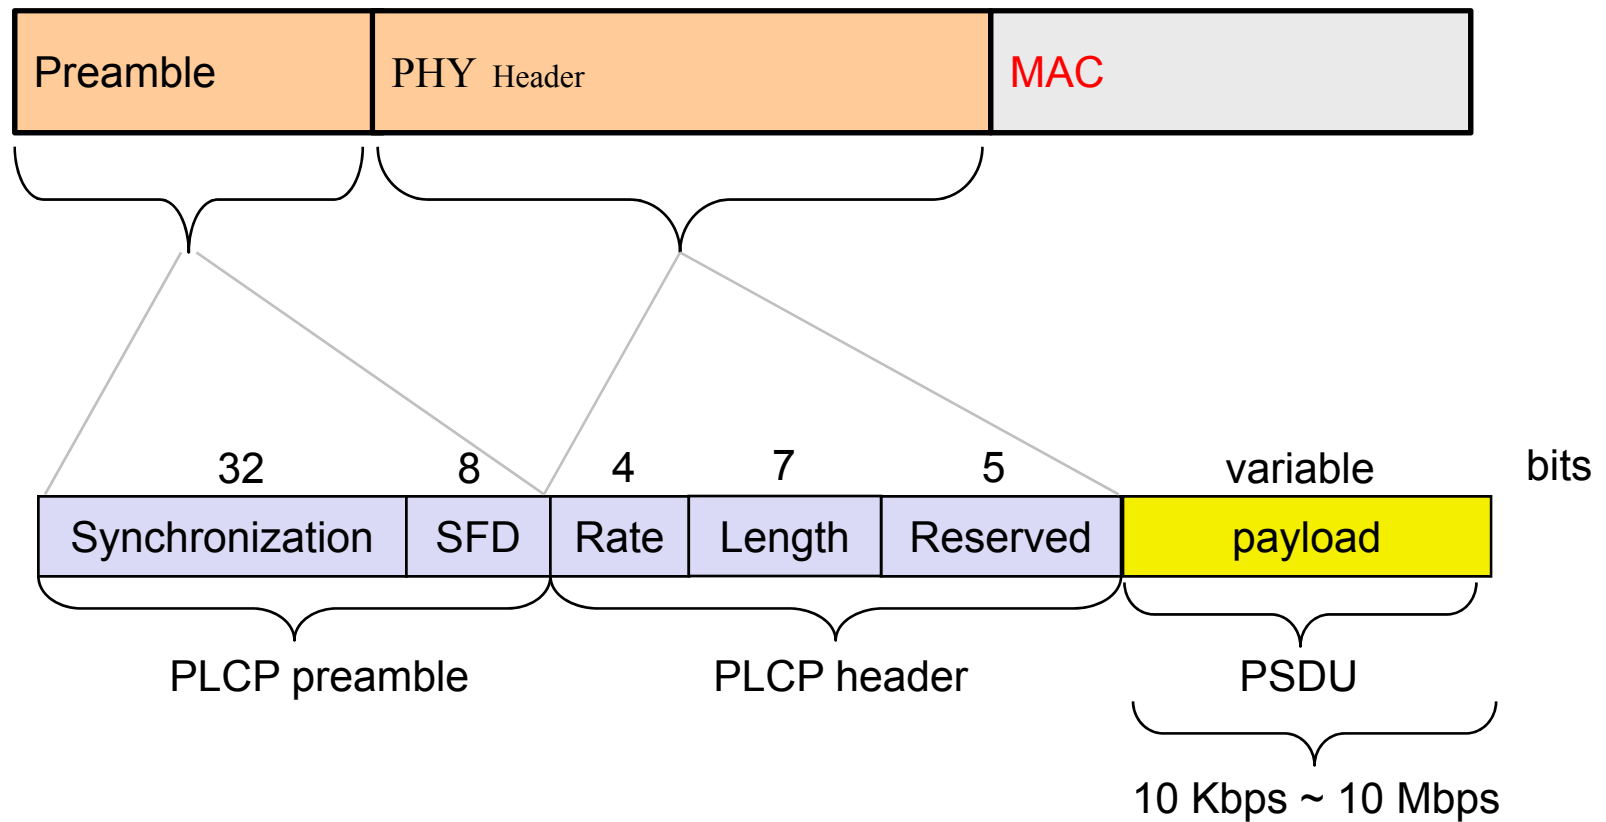 Preamble PHY Header MAC
32 8 4 7 5 variable bits
Synchronization SFD Rate Length Reserved payload
PLCP preamble PLCP header PSDU
10 Kbps ~ 10 Mbps